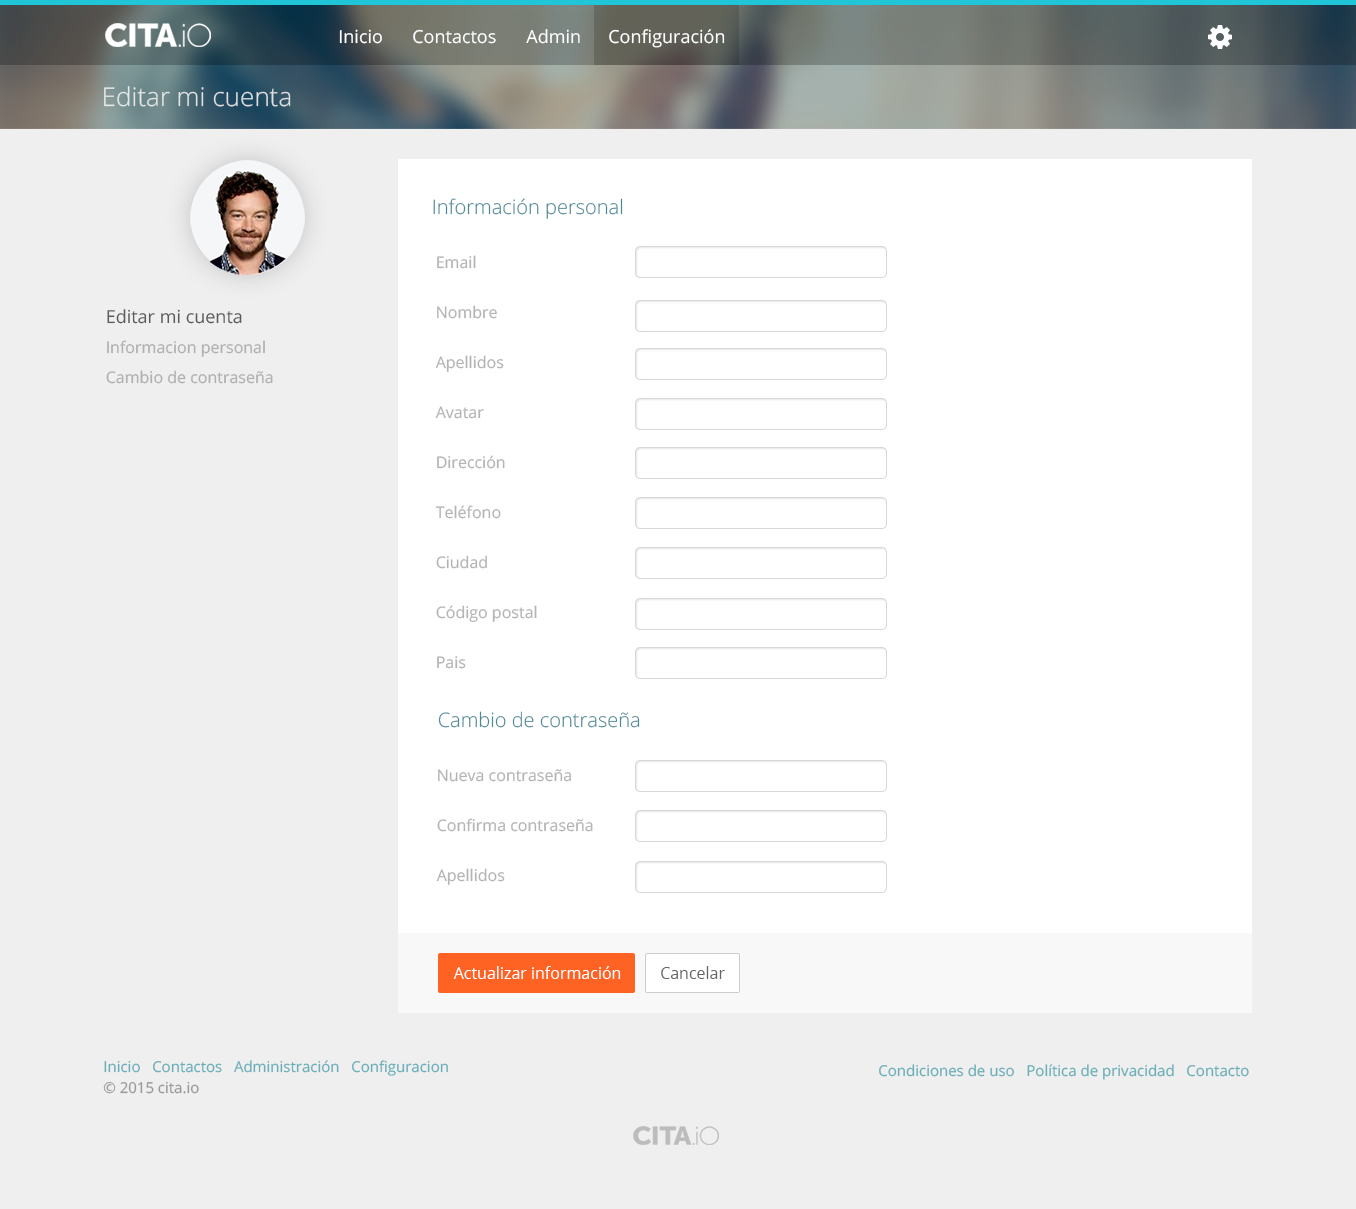 CITA.iO
Inicio Contactos Admin Configuración
Editar mi cuenta
Editar mi cuenta
Informacion personal
Cambio de contraseña
Información personal
Email
Nombre
Apellidos
Avatar
Dirección
Teléfono
Ciudad
Código postal
Pais
Cambio de contraseña
Nueva contraseña
Confirma contraseña
Apellidos
Actualizar información Cancelar
Inicio Contactos Administración Configuracion
© 2015 cita.io
Condiciones de uso Política de privacidad Contacto
CITA.iO